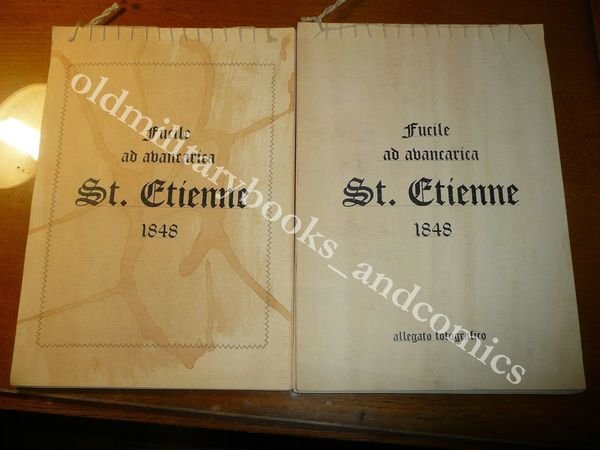 Fucile
ad avancarica
St. Etienne
1848
Fucile
ad avancarica
St. Etienne
1848
allegato fotografico
oldmilitarybooks_andcomics